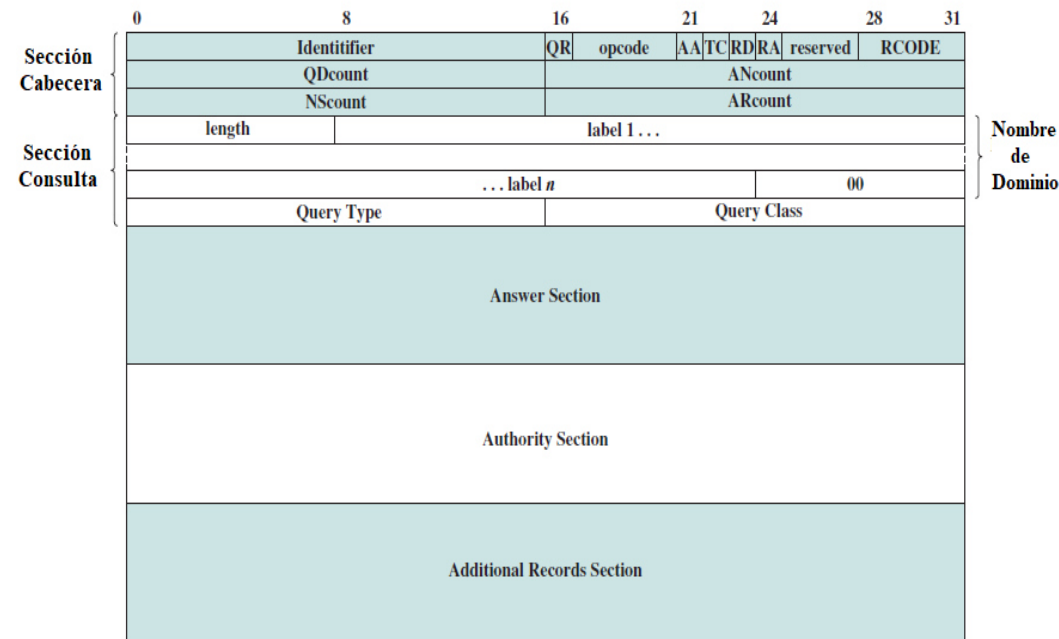 0 8 16 21 24 28 31
Sección
Cabecera
Identitifier QR opcode AA TC RD RA reserved RCODE
QDcount ANcount
NScount ARcount
Sección
Consulta
length label 1 . . .
. . . label n 00
Query Type Query Class
Nombre
de
Dominio
Answer Section
Authority Section
Additional Records Section